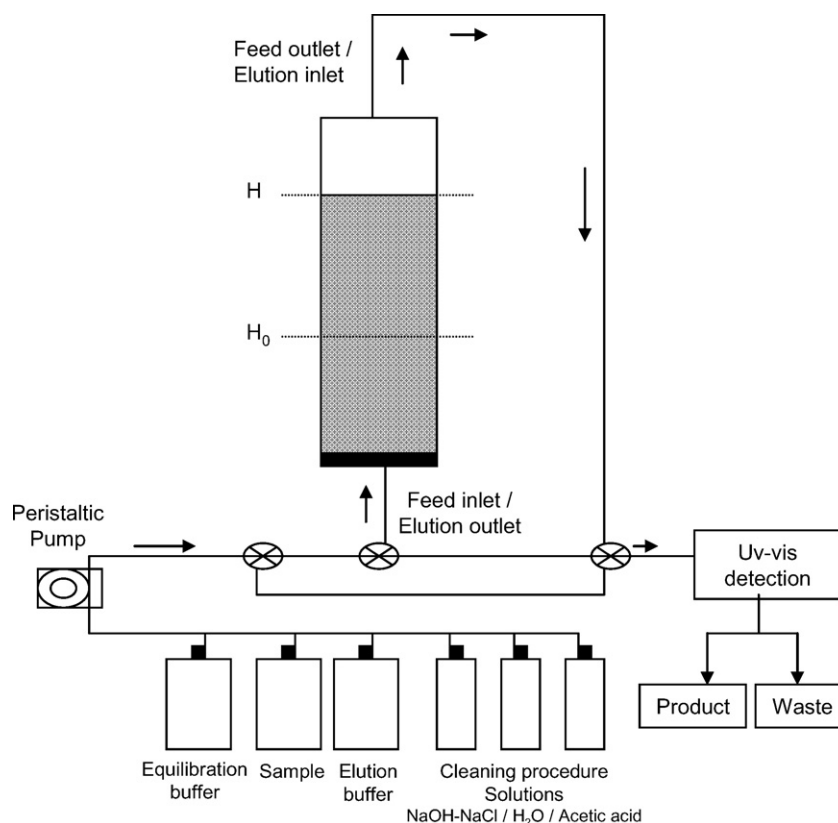 Feed outlet /
Elution inlet
H
H₀
Feed inlet /
Elution outlet
Peristaltic
Pump
Uv-vis
detection
Product
Waste
Equilibration
buffer
Sample
Elution
buffer
Cleaning procedure
Solutions
NaOH-NaCl / H₂O / Acetic acid